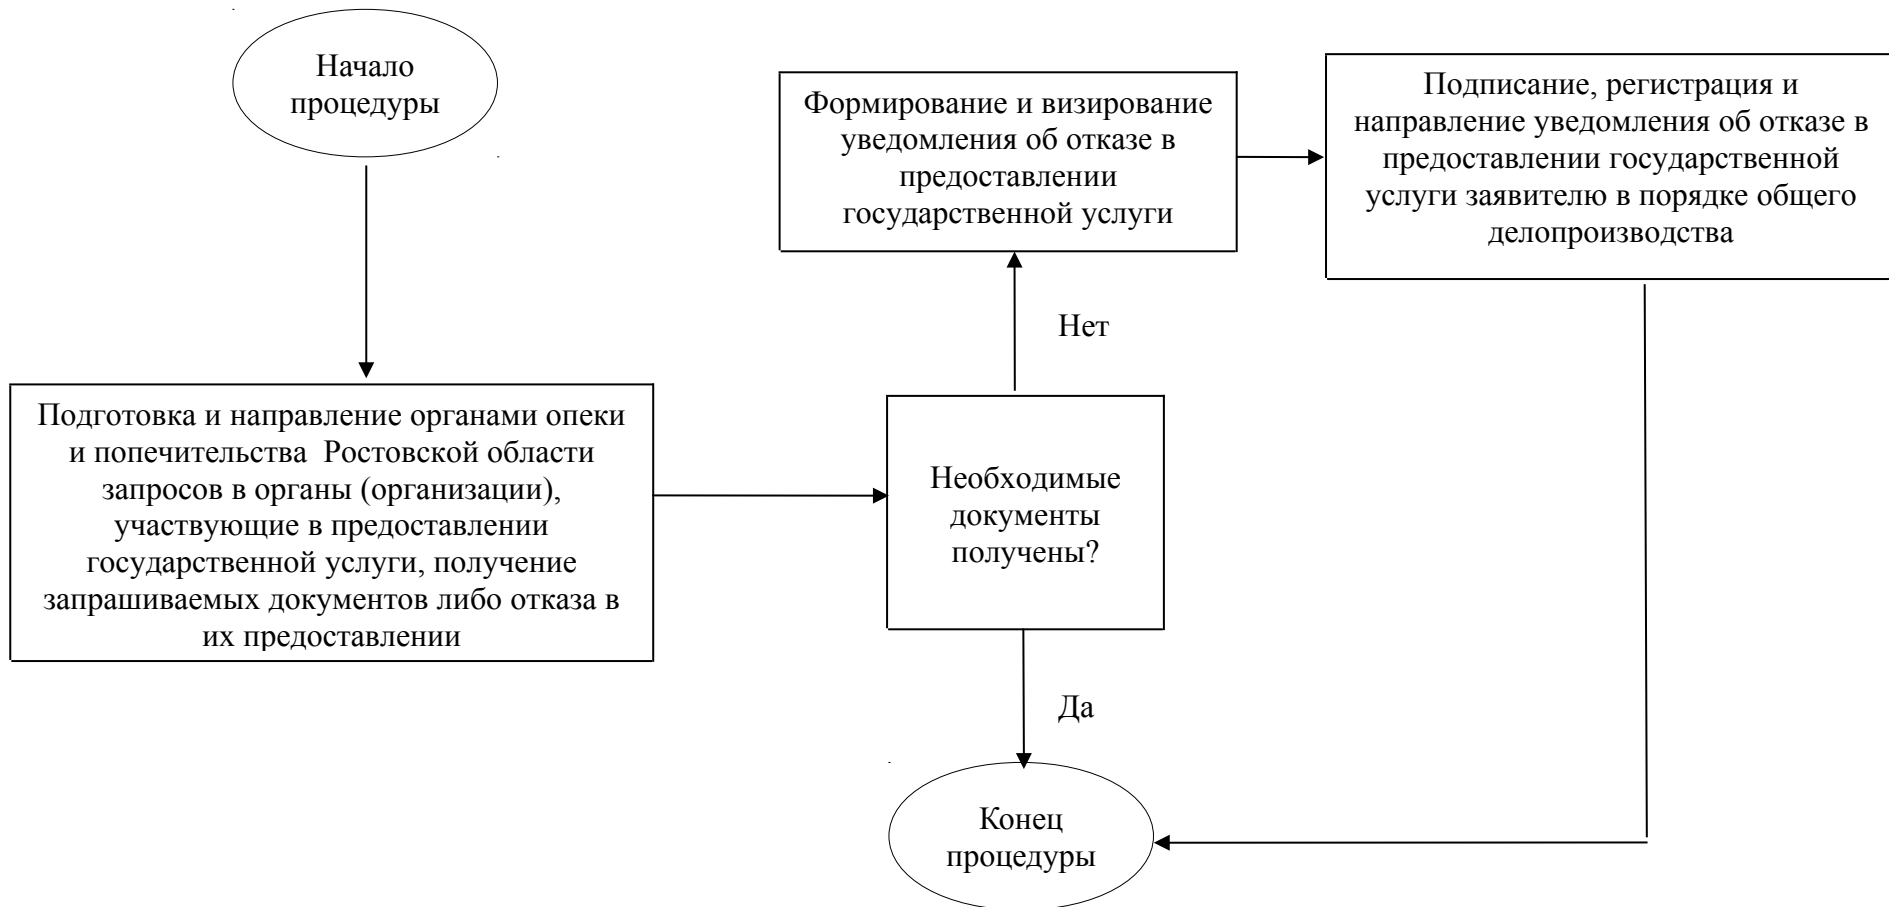 Начало
процедуры
Формирование и визирование
уведомления об отказе в
предоставлении
государственной услуги
Подписание, регистрация и
направление уведомления об отказе в
предоставлении государственной
услуги заявителю в порядке общего
делопроизводства
Нет
Подготовка и направление органами опеки
и попечительства  Ростовской области
запросов в органы (организации),
участвующие в предоставлении
государственной услуги, получение
запрашиваемых документов либо отказа в
их предоставлении
Необходимые
документы
получены?
Да
Конец
процедуры